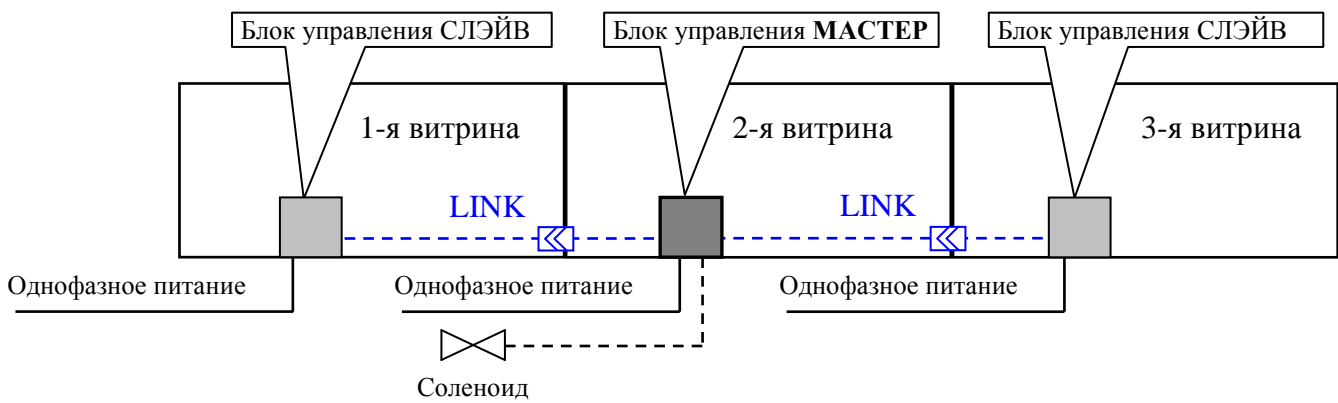 Блок управления СЛЭЙВ
Блок управления МАСТЕР
Блок управления СЛЭЙВ
1-я витрина
2-я витрина
3-я витрина
LINK
LINK
Однофазное питание
Однофазное питание
Однофазное питание
Соленоид